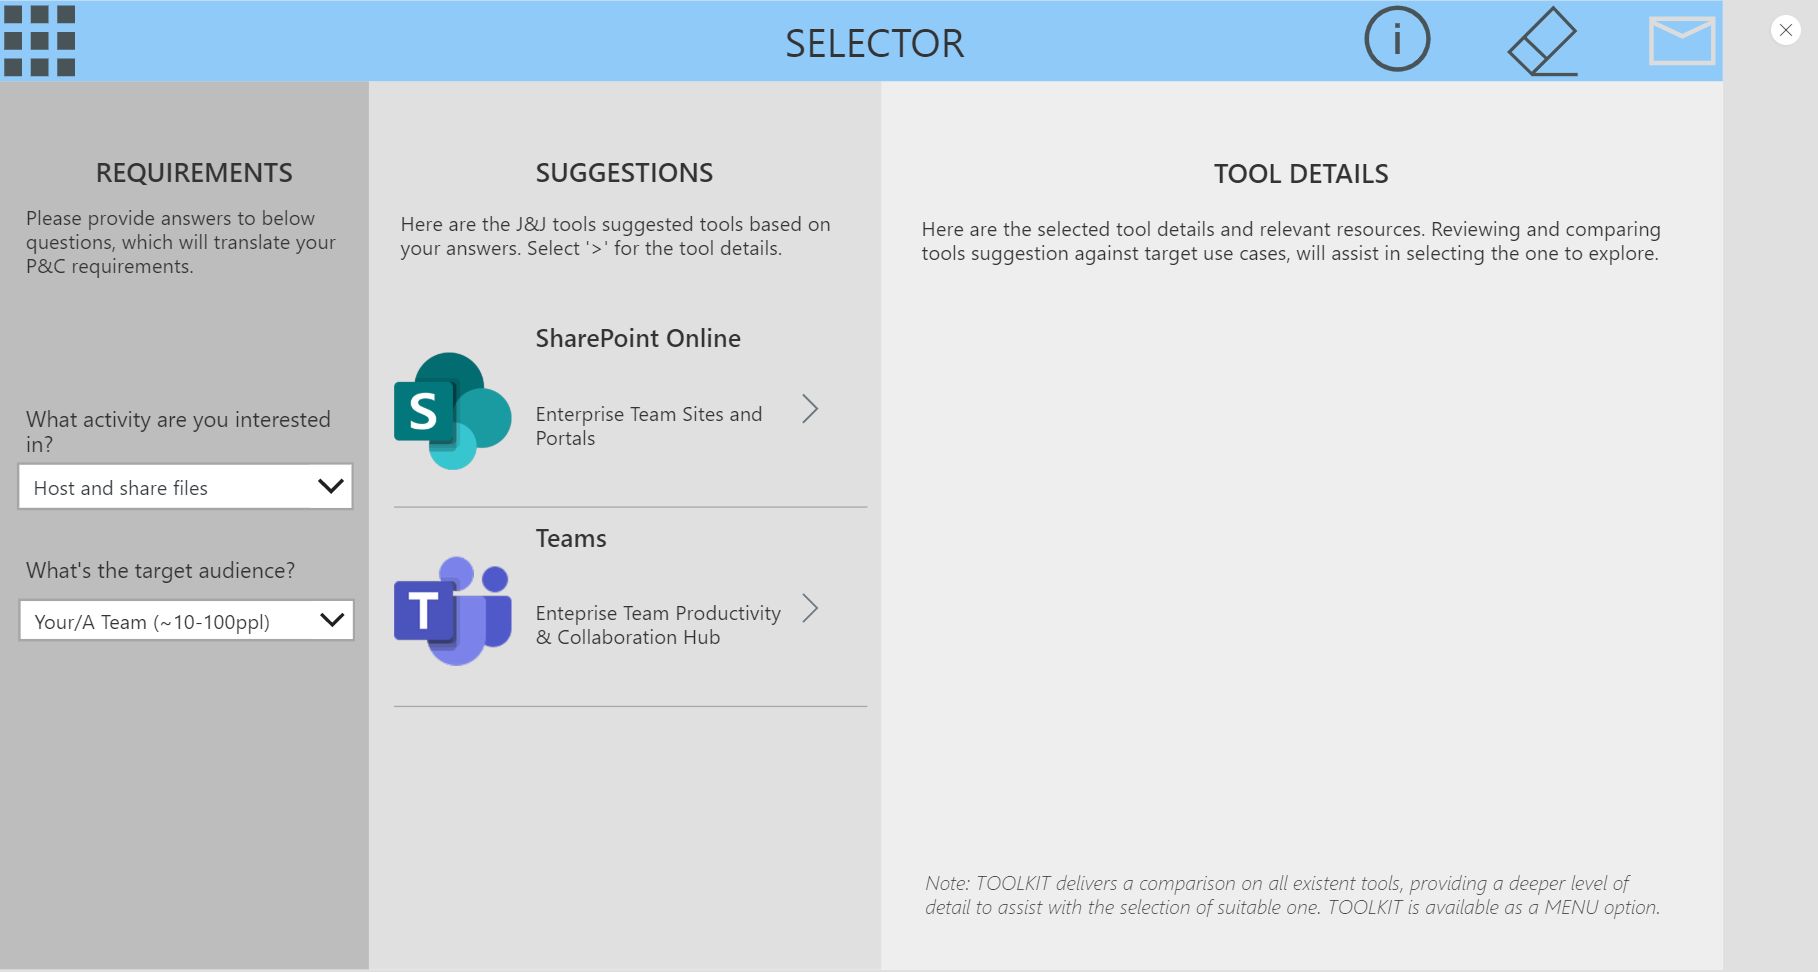 SELECTOR
i
REQUIREMENTS
Please provide answers to below
questions, which will translate your
P&C requirements.
What activity are you interested
in?
Host and share files
What's the target audience?
Your/A Team (~10-100ppl)
SUGGESTIONS
Here are the J&J tools suggested tools based on
your answers. Select '>' for the tool details.
SharePoint Online
S
Enterprise Team Sites and
Portals
Teams
T
Enteprise Team Productivity
& Collaboration Hub
TOOL DETAILS
Here are the selected tool details and relevant resources. Reviewing and comparing
tools suggestion against target use cases, will assist in selecting the one to explore.
Note: TOOLKIT delivers a comparison on all existent tools, providing a deeper level of
detail to assist with the selection of suitable one. TOOLKIT is available as a MENU option.